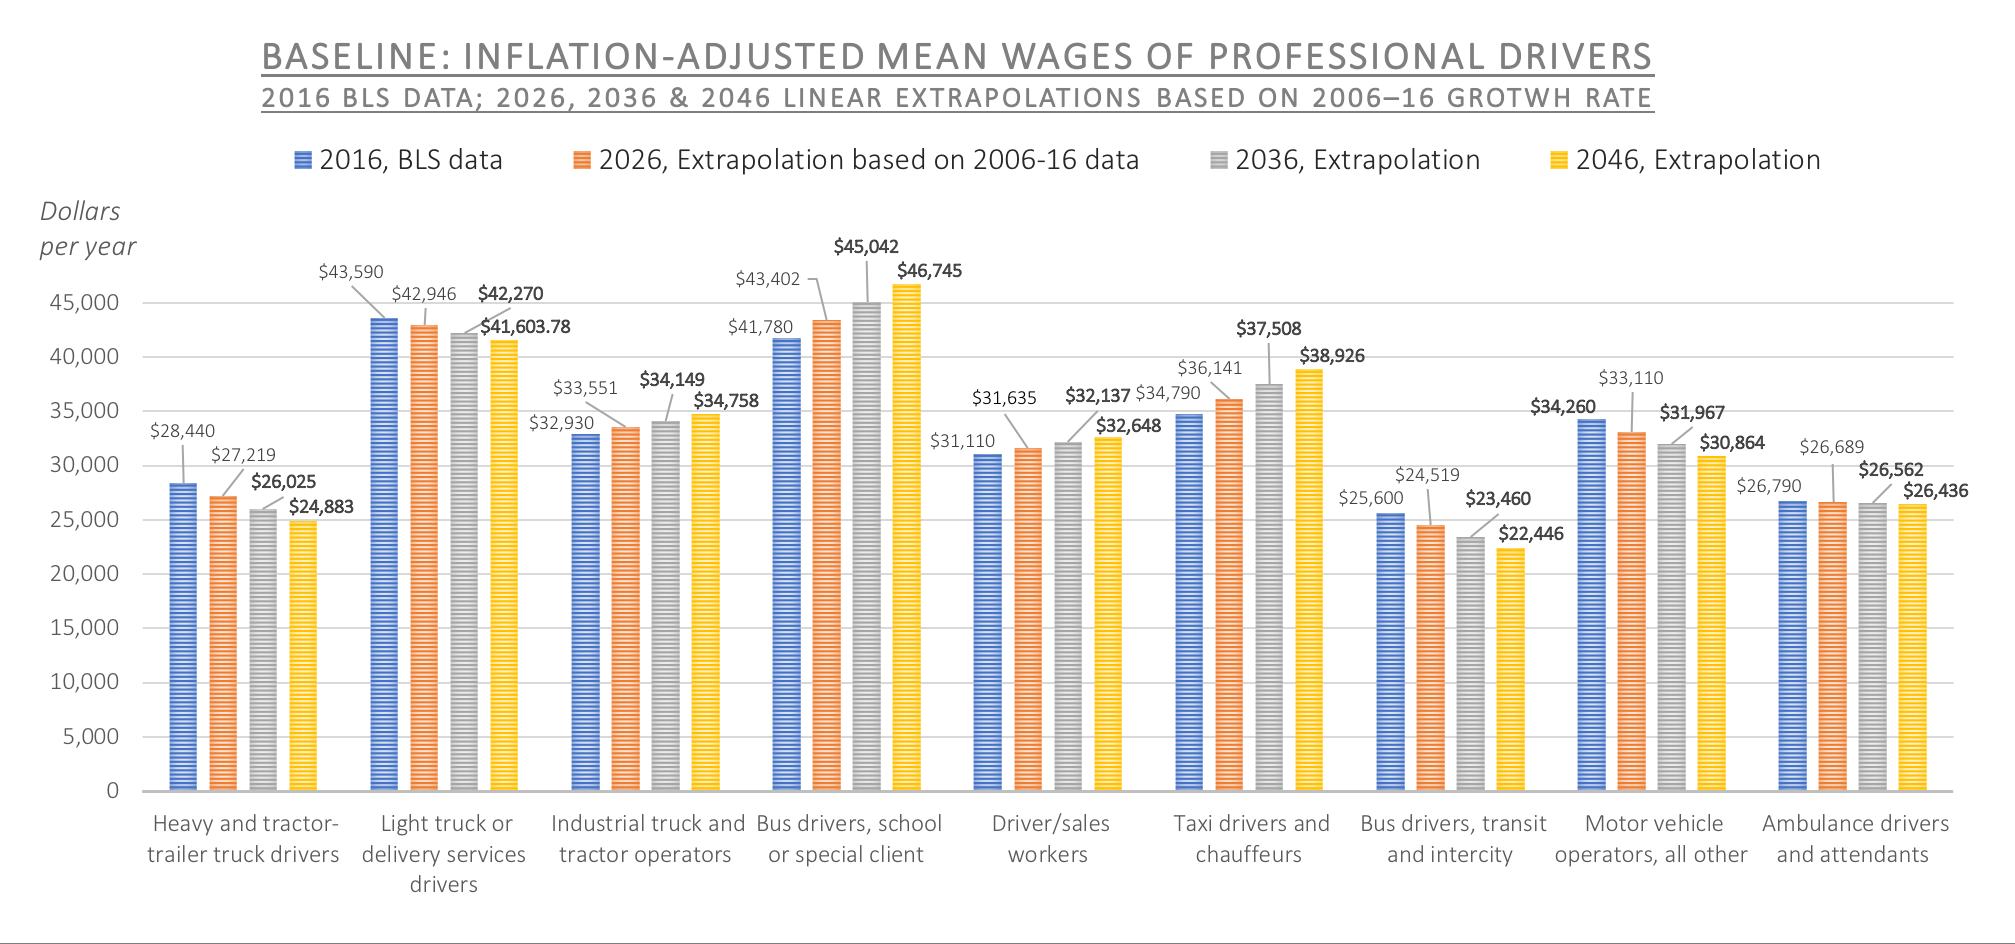 BASELINE: INFLATION-ADJUSTED MEAN WAGES OF PROFESSIONAL DRIVERS
2016 BLS DATA; 2026, 2036 & 2046 LINEAR EXTRAPOLATIONS BASED ON 2006–16 GROTWH RATE
2016, BLS data
2026, Extrapolation based on 2006-16 data
2036, Extrapolation
2046, Extrapolation
Dollars
per year
45,000
40,000
35,000
30,000
25,000
20,000
15,000
10,000
5,000
0
$28,440
$27,219
$26,025
$24,883
$43,590
$42,946
$42,270
$41,603.78
$32,930
$33,551
$34,149
$34,758
$41,780
$43,402
$45,042
$46,745
$31,110
$31,635
$32,137
$32,648
$34,790
$36,141
$37,508
$38,926
$25,600
$24,519
$23,460
$22,446
$34,260
$33,110
$31,967
$30,864
$26,790
$26,689
$26,562
$26,436
Heavy and tractor-
trailer truck drivers
Light truck or
delivery services
drivers
Industrial truck and
tractor operators
Bus drivers, school
or special client
Driver/sales
workers
Taxi drivers and
chauffeurs
Bus drivers, transit
and intercity
Motor vehicle
operators, all other
Ambulance drivers
and attendants